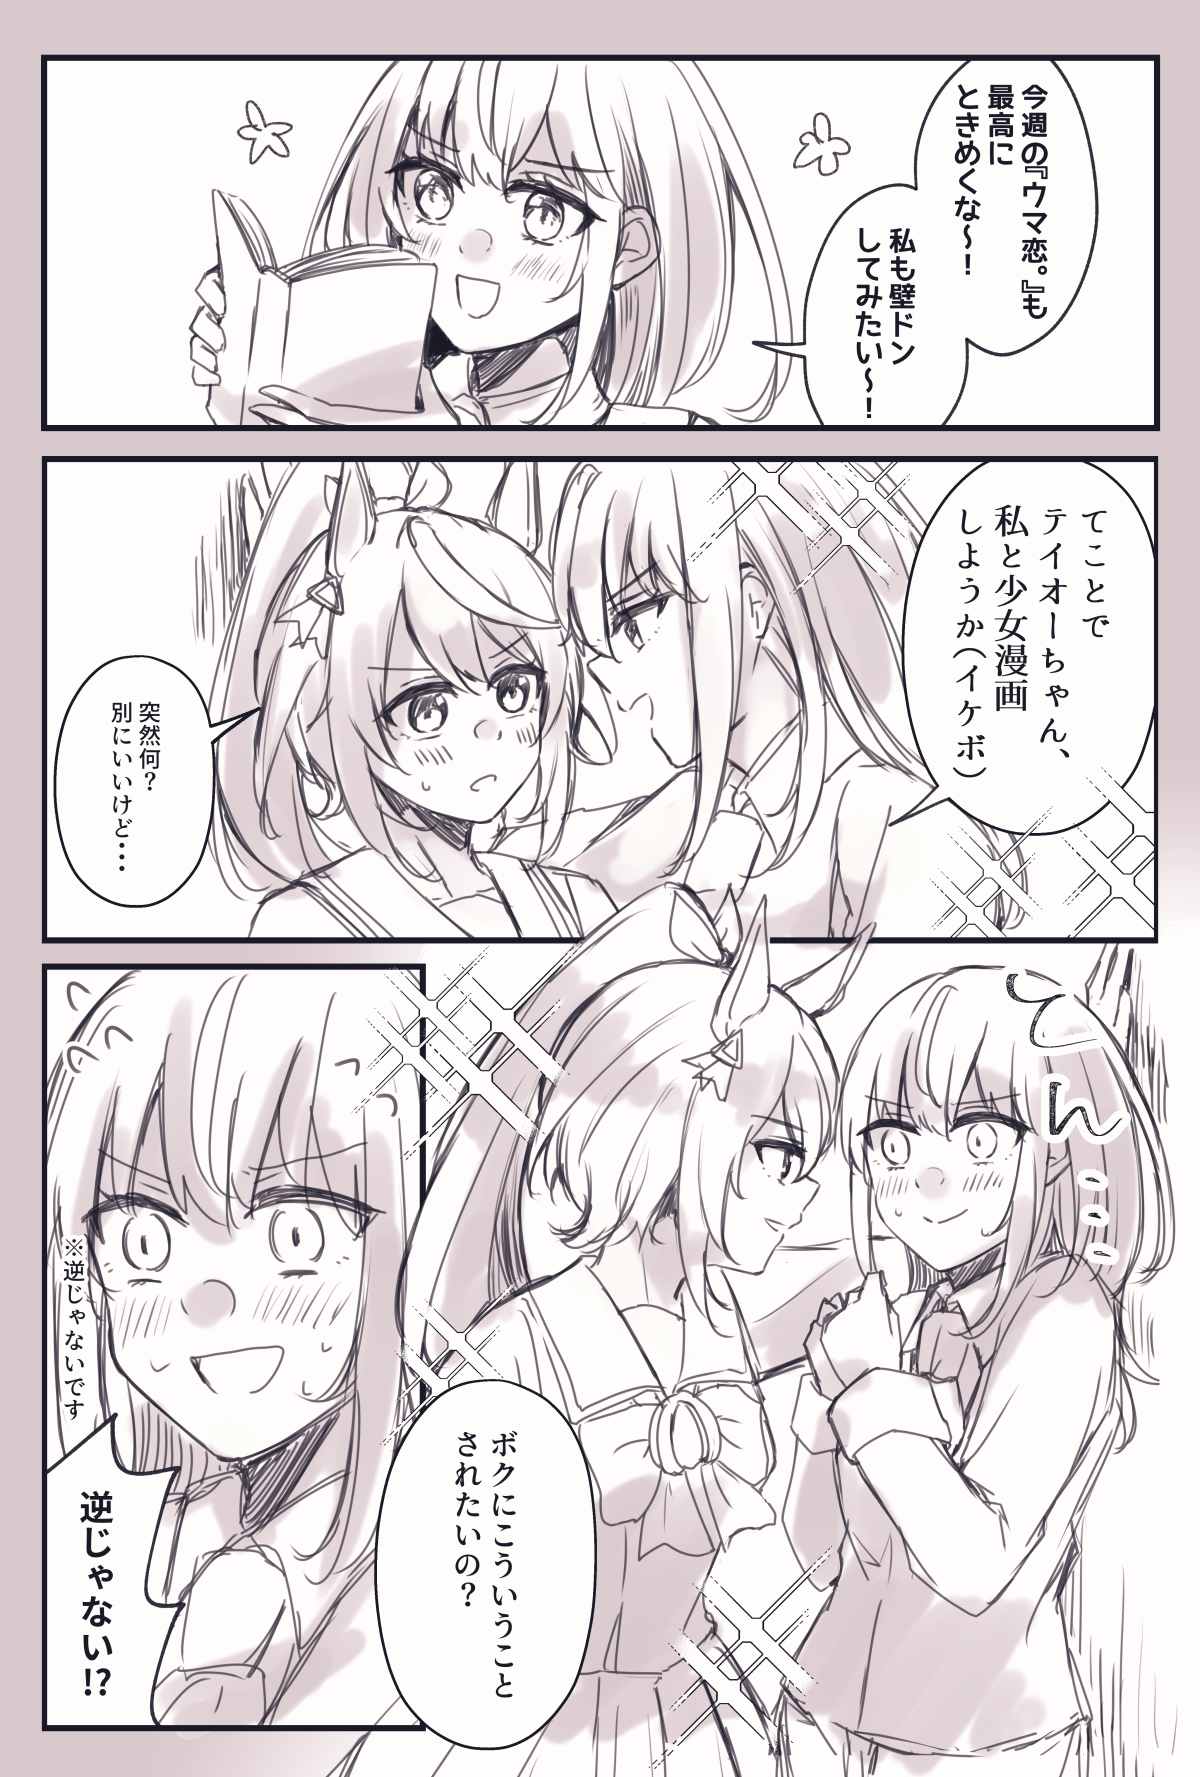 今週の『ウマ恋。』も
最高に
ときめくな～！
私も壁ドン
してみたい～！
てことで
テイオーちゃん、
私と少女漫画
しようか（イケボ）
突然何？
別にいいけど…
とん…
ボクにこういうこと
されたいの？
※逆じゃないです
逆じゃない!?